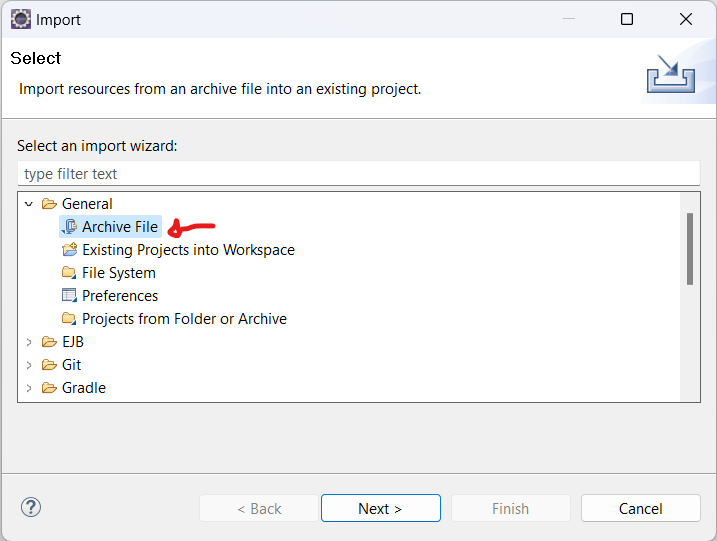 Import
Select
Import resources from an archive file into an existing project.
Select an import wizard:
type filter text
General
Archive File
Existing Projects into Workspace
File System
Preferences
Projects from Folder or Archive
EJB
Git
Gradle
?
< Back
Next >
Finish
Cancel